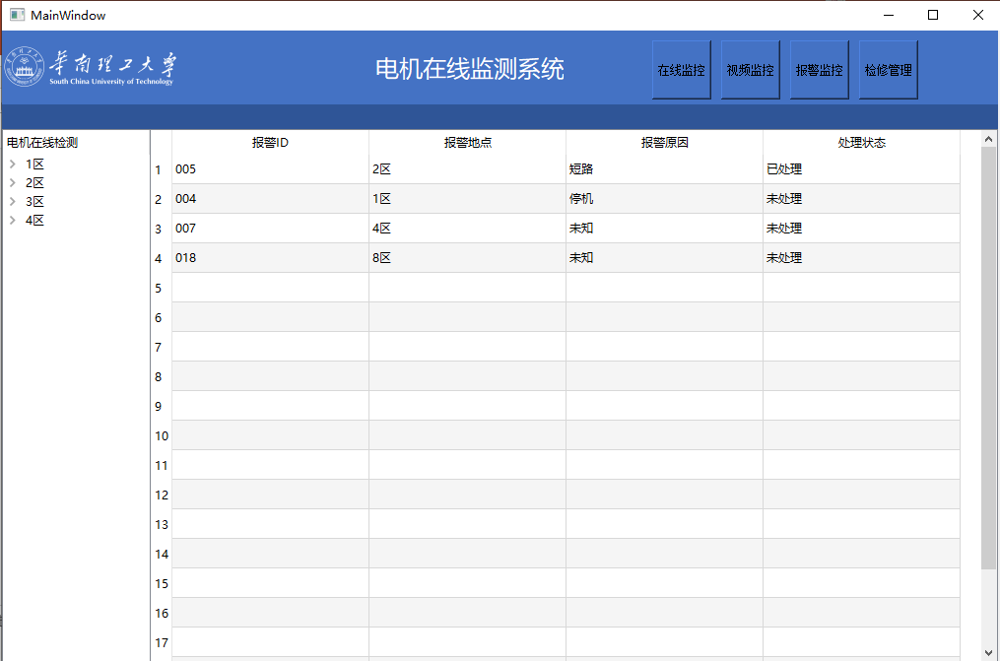 MainWindow
华南理工大学
South China University of Technology
电机在线监测系统
在线监控 视频监控 报警监控 检修管理
电机在线检测
1区
2区
3区
4区
报警ID 报警地点 报警原因 处理状态
1 005 2区 短路 已处理
2 004 1区 停机 未处理
3 007 4区 未知 未处理
4 018 8区 未知 未处理
5
6
7
8
9
10
11
12
13
14
15
16
17